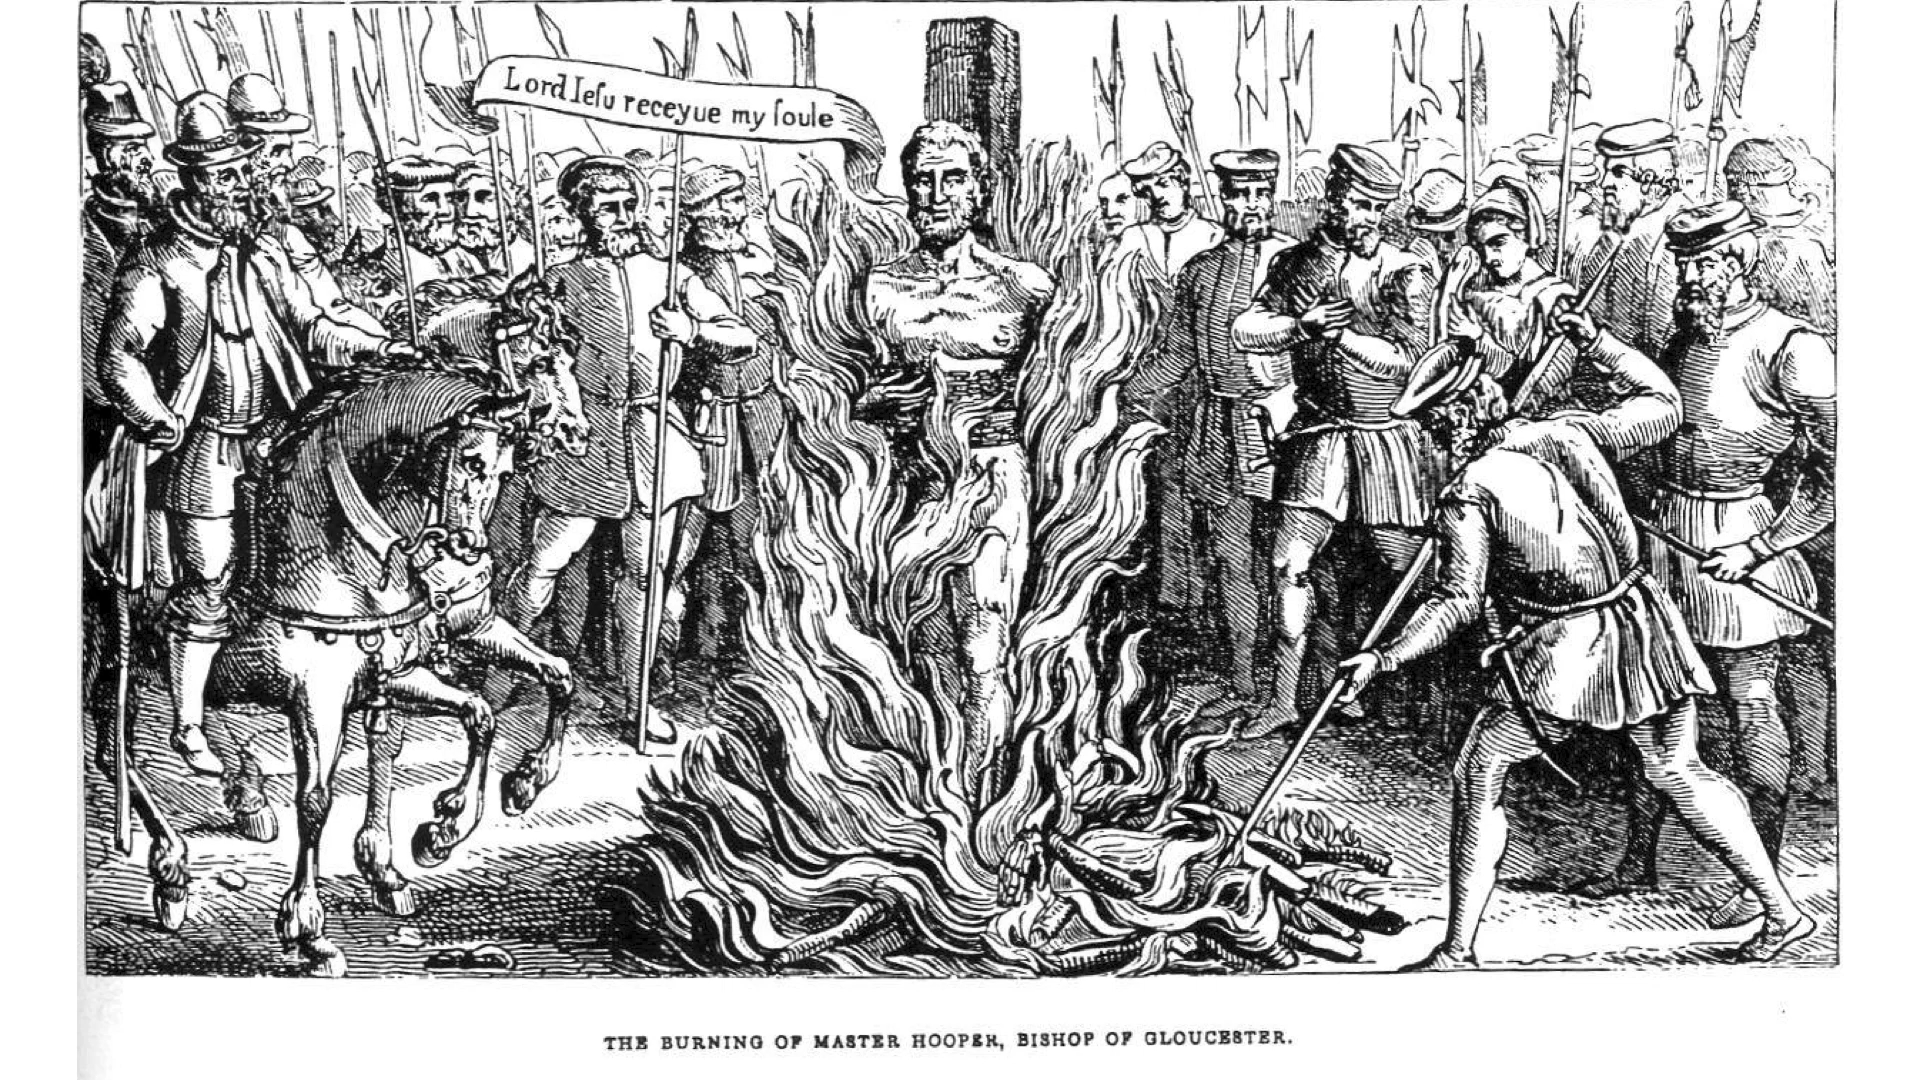 Lord Ieſu receyue my ſoule
THE BURNING OF MASTER HOOPER, BISHOP OF GLOUCESTER.